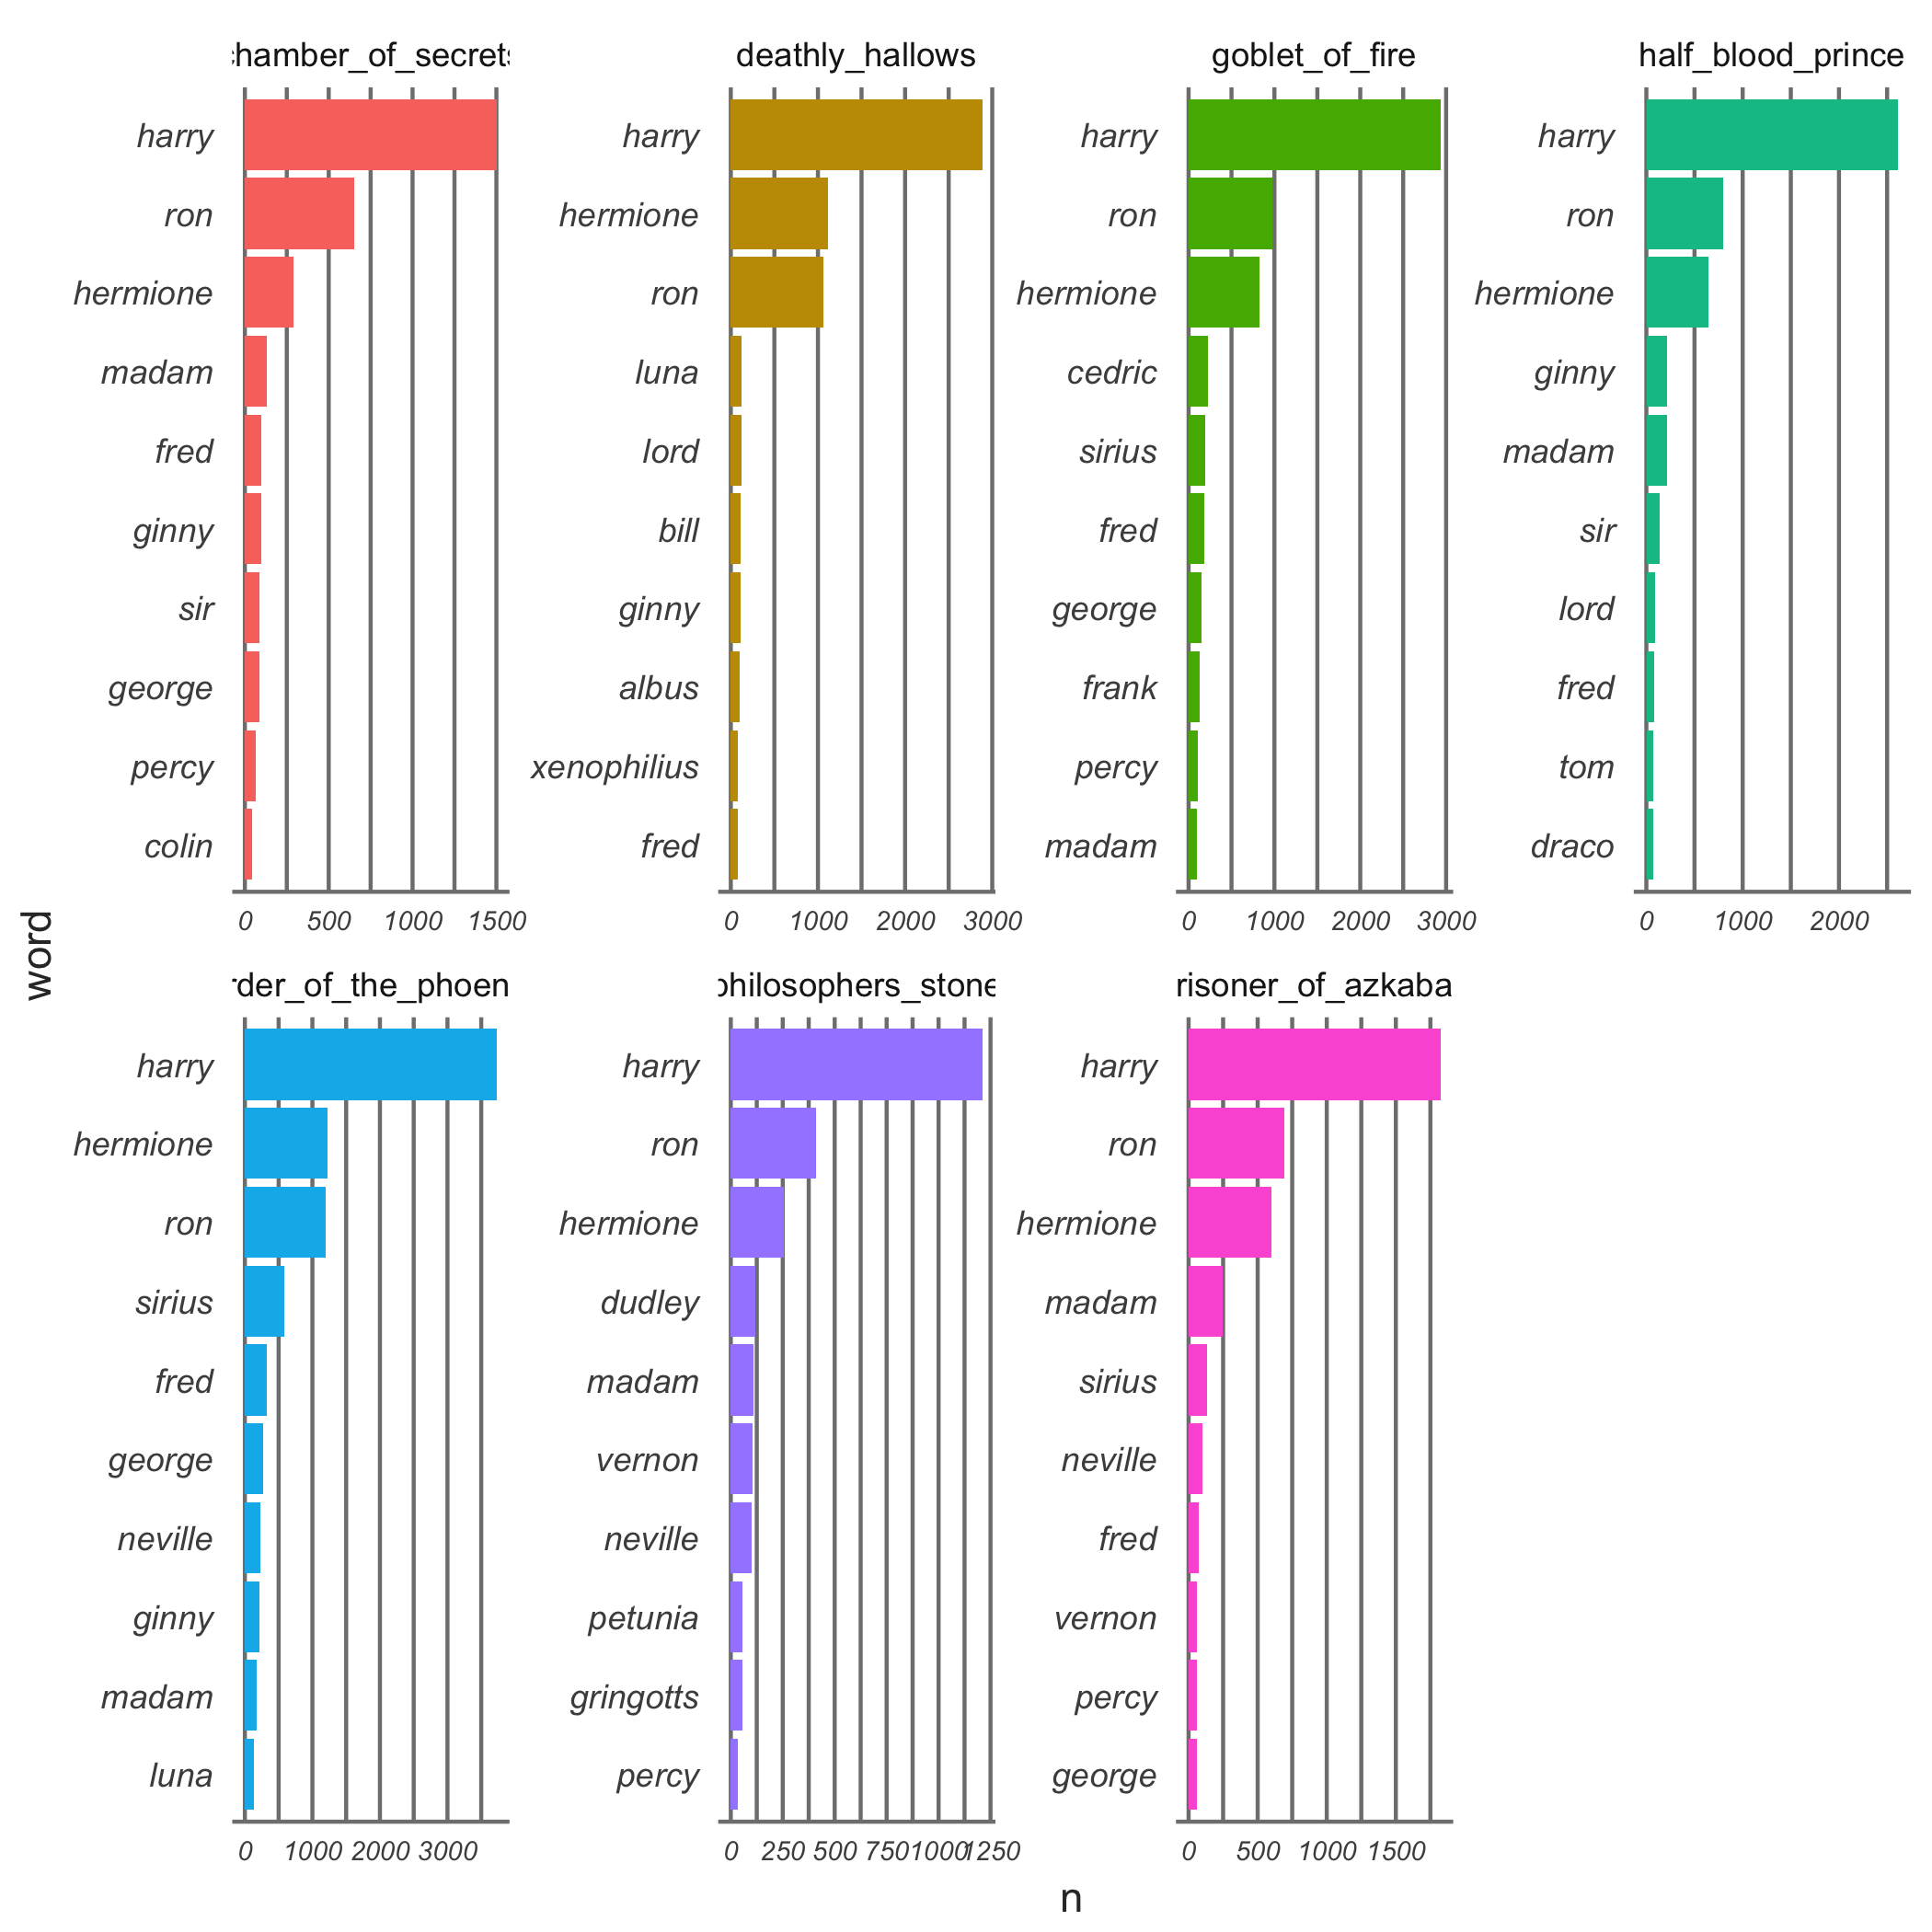 hamber_of_secrets
harry
ron
hermione
madam
fred
ginny
sir
george
percy
colin
0 500 1000 1500
deathly_hallows
harry
hermione
ron
luna
lord
bill
ginny
albus
xenophilius
fred
0 1000 2000 3000
goblet_of_fire
harry
ron
hermione
cedric
sirius
fred
george
frank
percy
madam
0 1000 2000 3000
half_blood_prince
harry
ron
hermione
ginny
madam
sir
lord
fred
tom
draco
0 1000 2000
word
rder_of_the_phoen
harry
hermione
ron
sirius
fred
george
neville
ginny
madam
luna
0 1000 2000 3000
philosophers_stone
harry
ron
hermione
dudley
madam
vernon
neville
petunia
gringotts
percy
0 250 500 750 1000 1250
risoner_of_azkaba
harry
ron
hermione
madam
sirius
neville
fred
vernon
percy
george
0 500 1000 1500
n